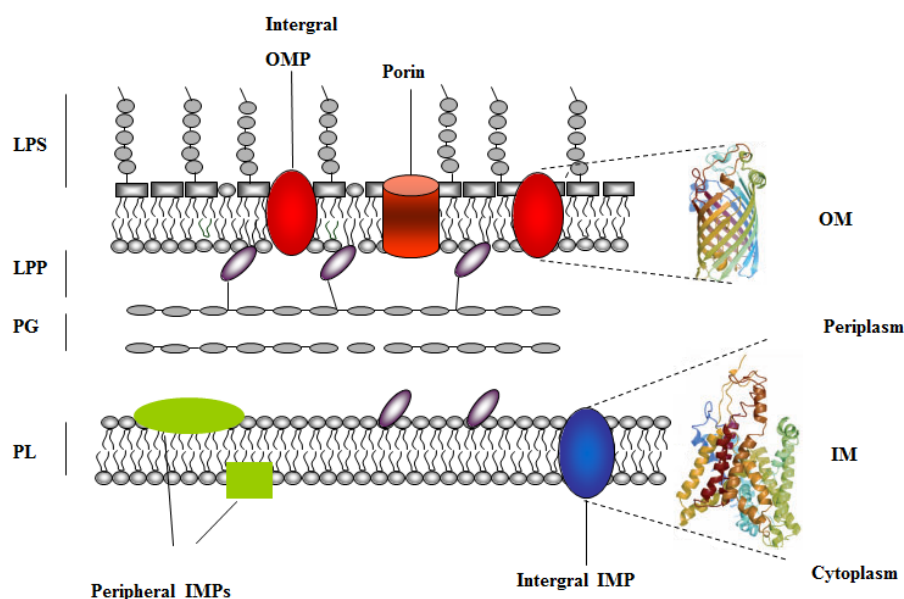 Intergral
OMP
Porin
LPS
OM
LPP
PG
Periplasm
PL
IM
Cytoplasm
Intergral IMP
Peripheral IMPs